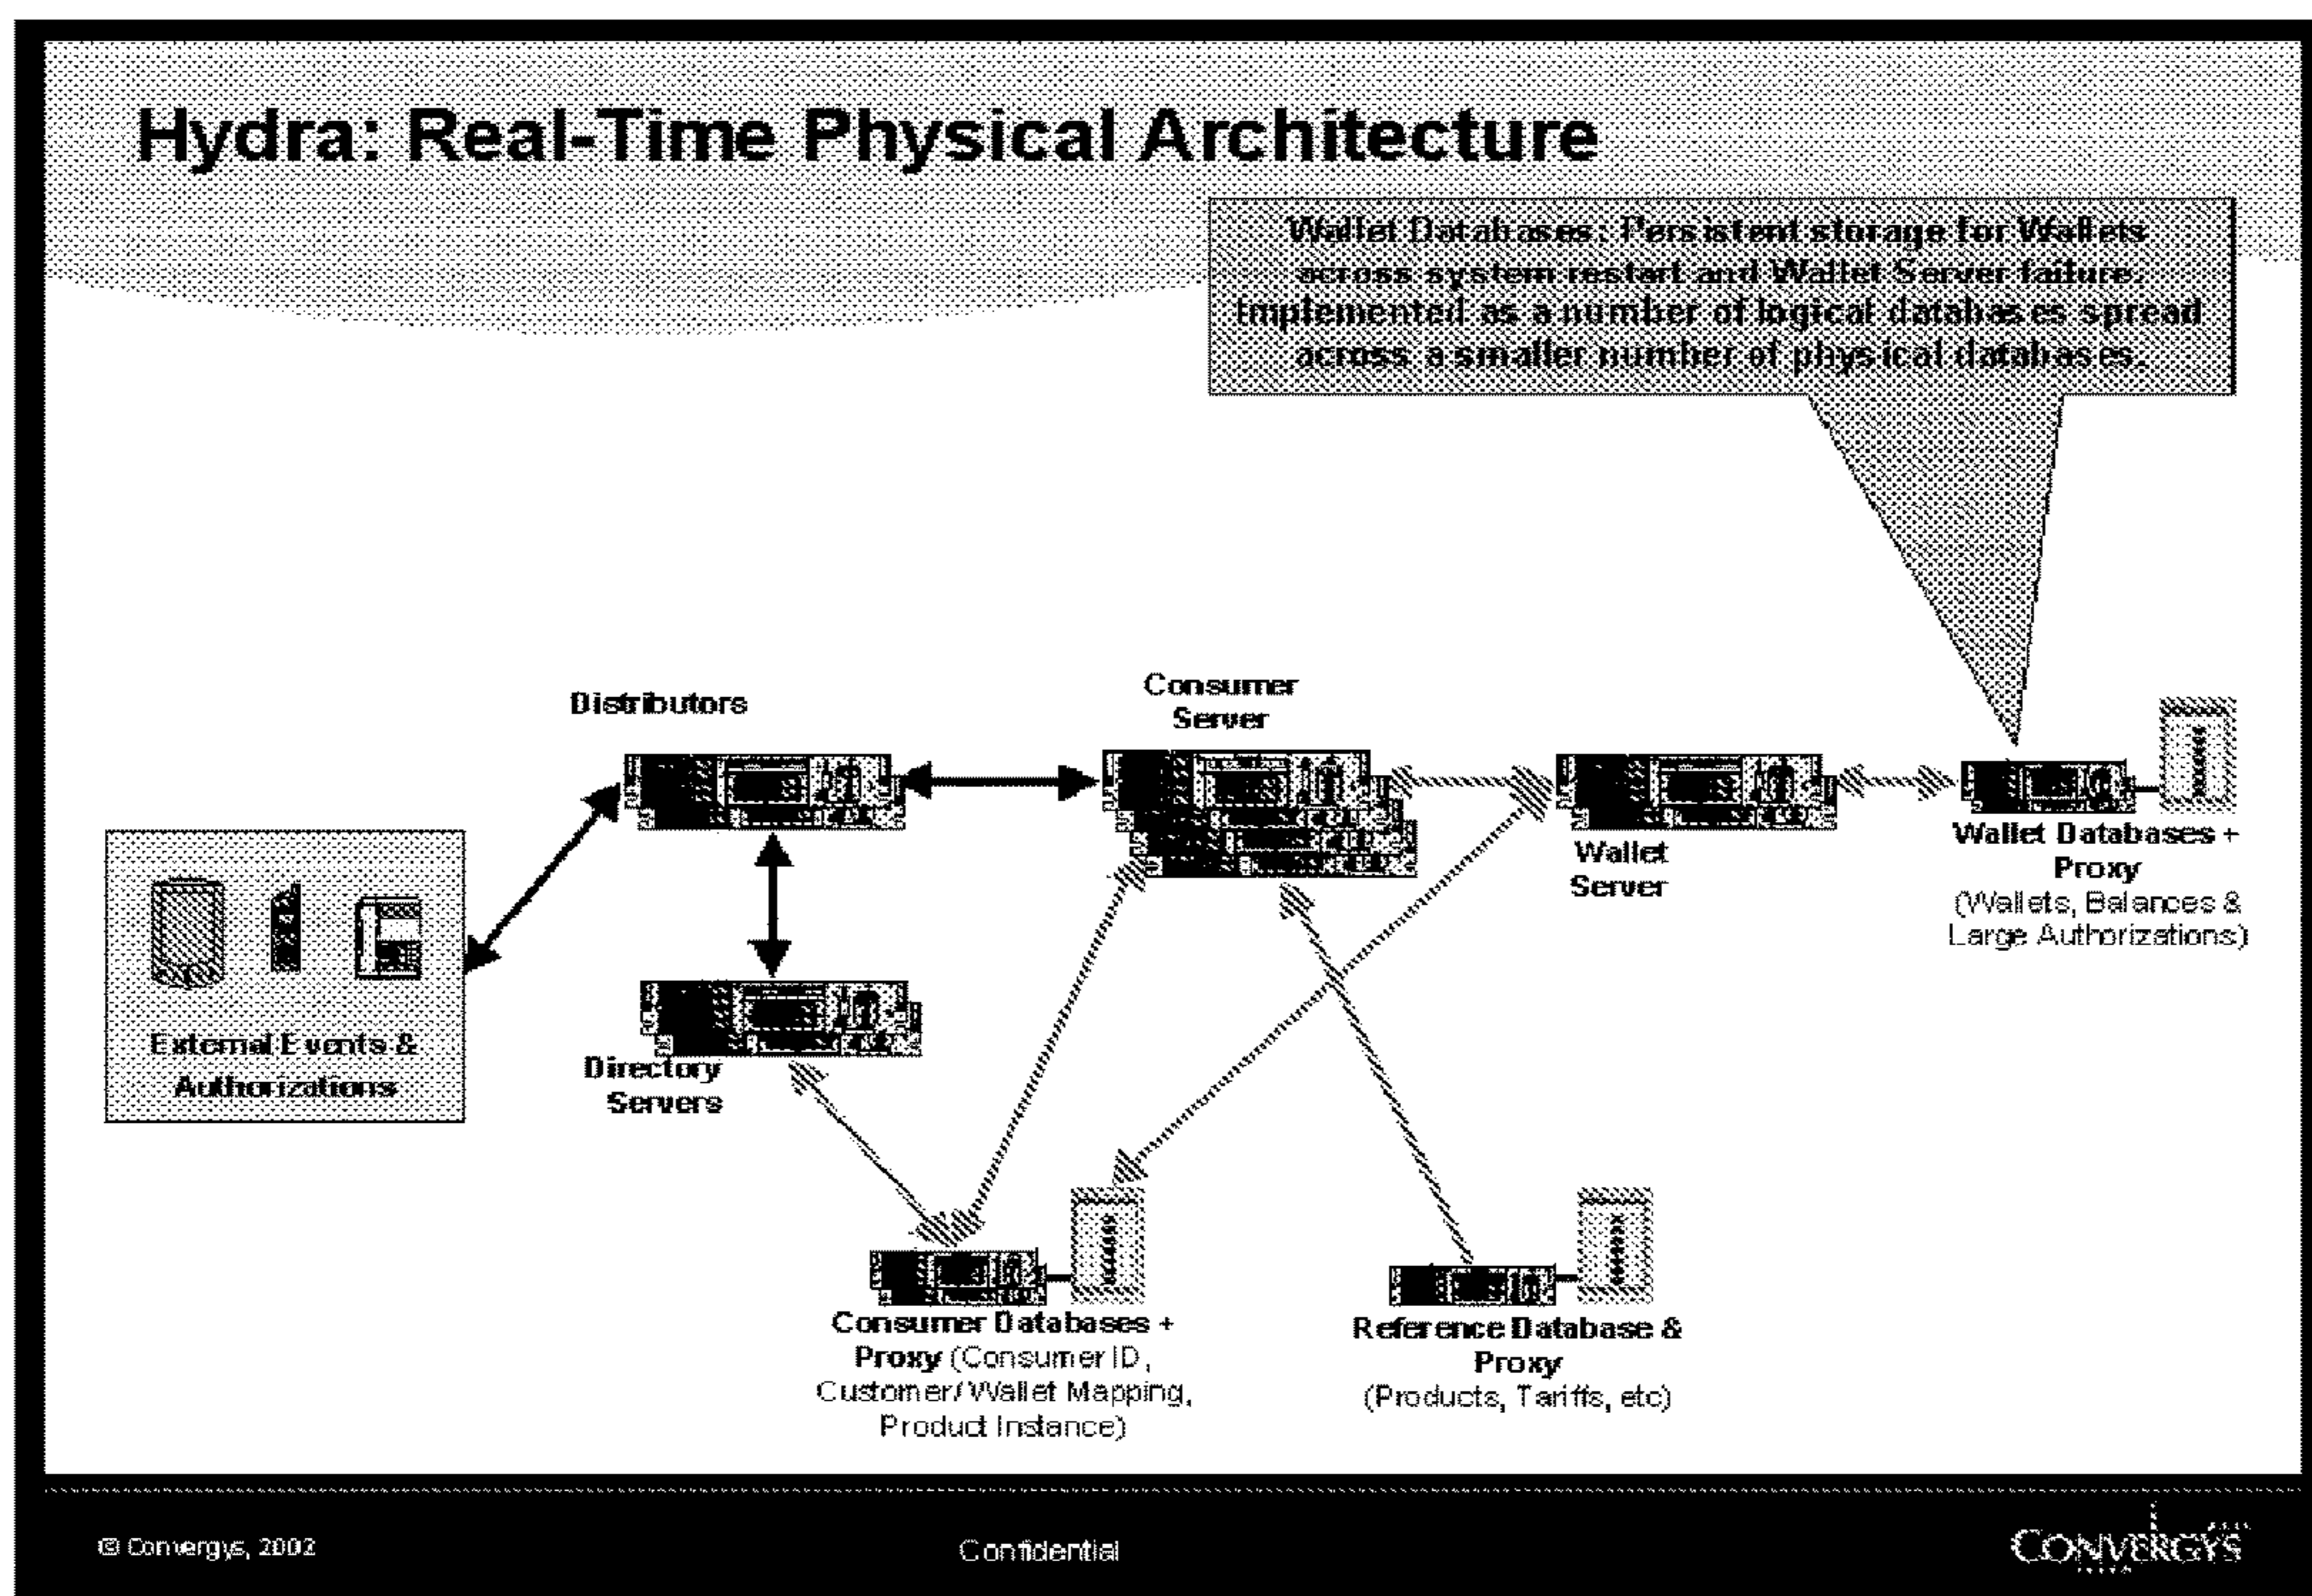 Hydra: Real-Time Physical Architecture
Wallet Databases: Persistent storage for Wallets
across system restart and Wallet Server failure.
Implemented as a number of logical databases spread
across a smaller number of physical databases.
Distributors
Consumer
Server
Wallet
Server
Wallet Databases +
Proxy
(Wallets, Balances &
Large Authorizations)
External Events &
Authorizations
Directory
Servers
Consumer Databases +
Proxy (Consumer ID,
Customer/Wallet Mapping,
Product Instance)
Reference Database &
Proxy
(Products, Tariffs, etc)
© Convergys, 2002
Confidential
CONVERGYS